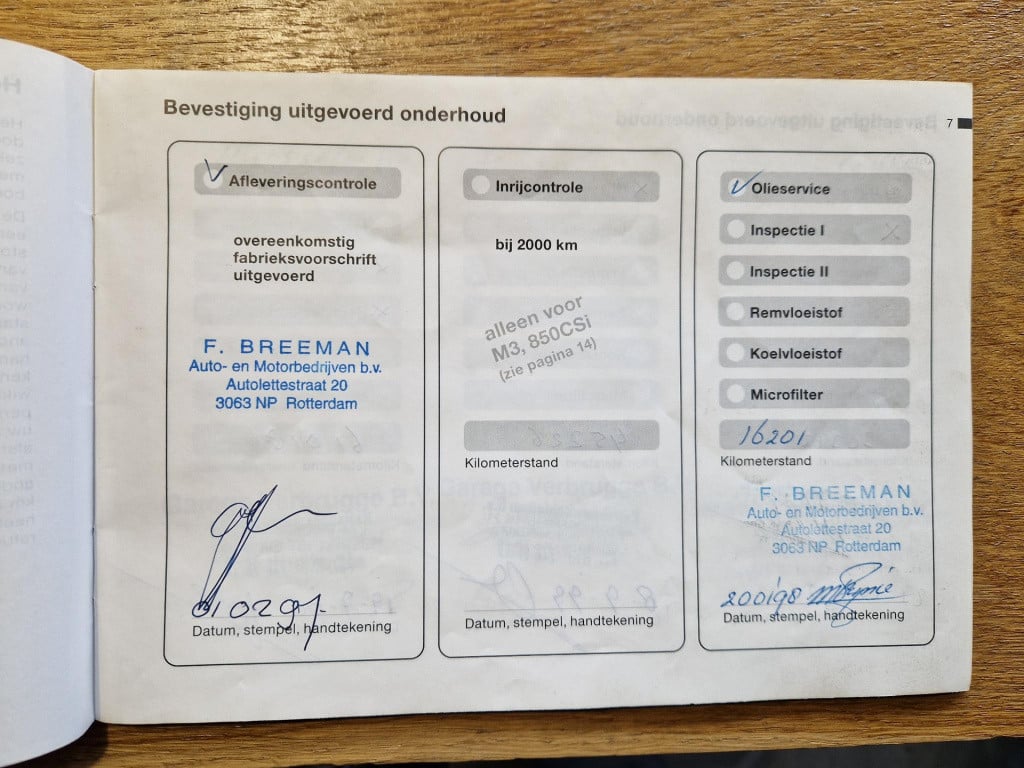 Bevestiging uitgevoerd onderhoud
7
Afleveringscontrole
overeenkomstig
fabrieksvoorschrift
uitgevoerd
F. BREEMAN
Auto- en Motorbedrijven b.v.
Autolettestraat 20
3063 NP Rotterdam
010297
Datum, stempel, handtekening
Inrijcontrole
bij 2000 km
alleen voor
M3, 850CSi
(zie pagina 14)
Kilometerstand
Datum, stempel, handtekening
Olieservice
Inspectie I
Inspectie II
Remvloeistof
Koelvloeistof
Microfilter
16201
Kilometerstand
F. BREEMAN
Auto- en Motorbedrijven b.v.
Autolettestraat 20
3063 NP Rotterdam
200198
Datum, stempel, handtekening